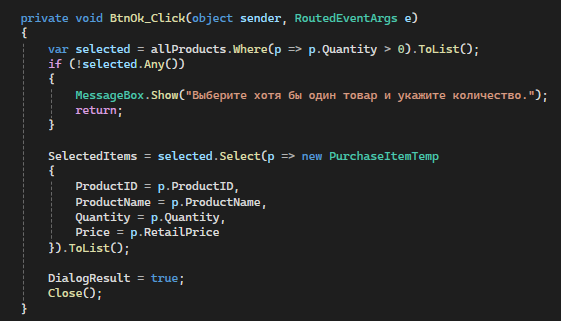 private void BtnOk_Click(object sender, RoutedEventArgs e)
{
var selected = allProducts.Where(p => p.Quantity > 0).ToList();
if (!selected.Any())
{
MessageBox.Show("Выберите хотя бы один товар и укажите количество.");
return;
}
SelectedItems = selected.Select(p => new PurchaseItemTemp
{
ProductID = p.ProductID,
ProductName = p.ProductName,
Quantity = p.Quantity,
Price = p.RetailPrice
}).ToList();
DialogResult = true;
Close();
}